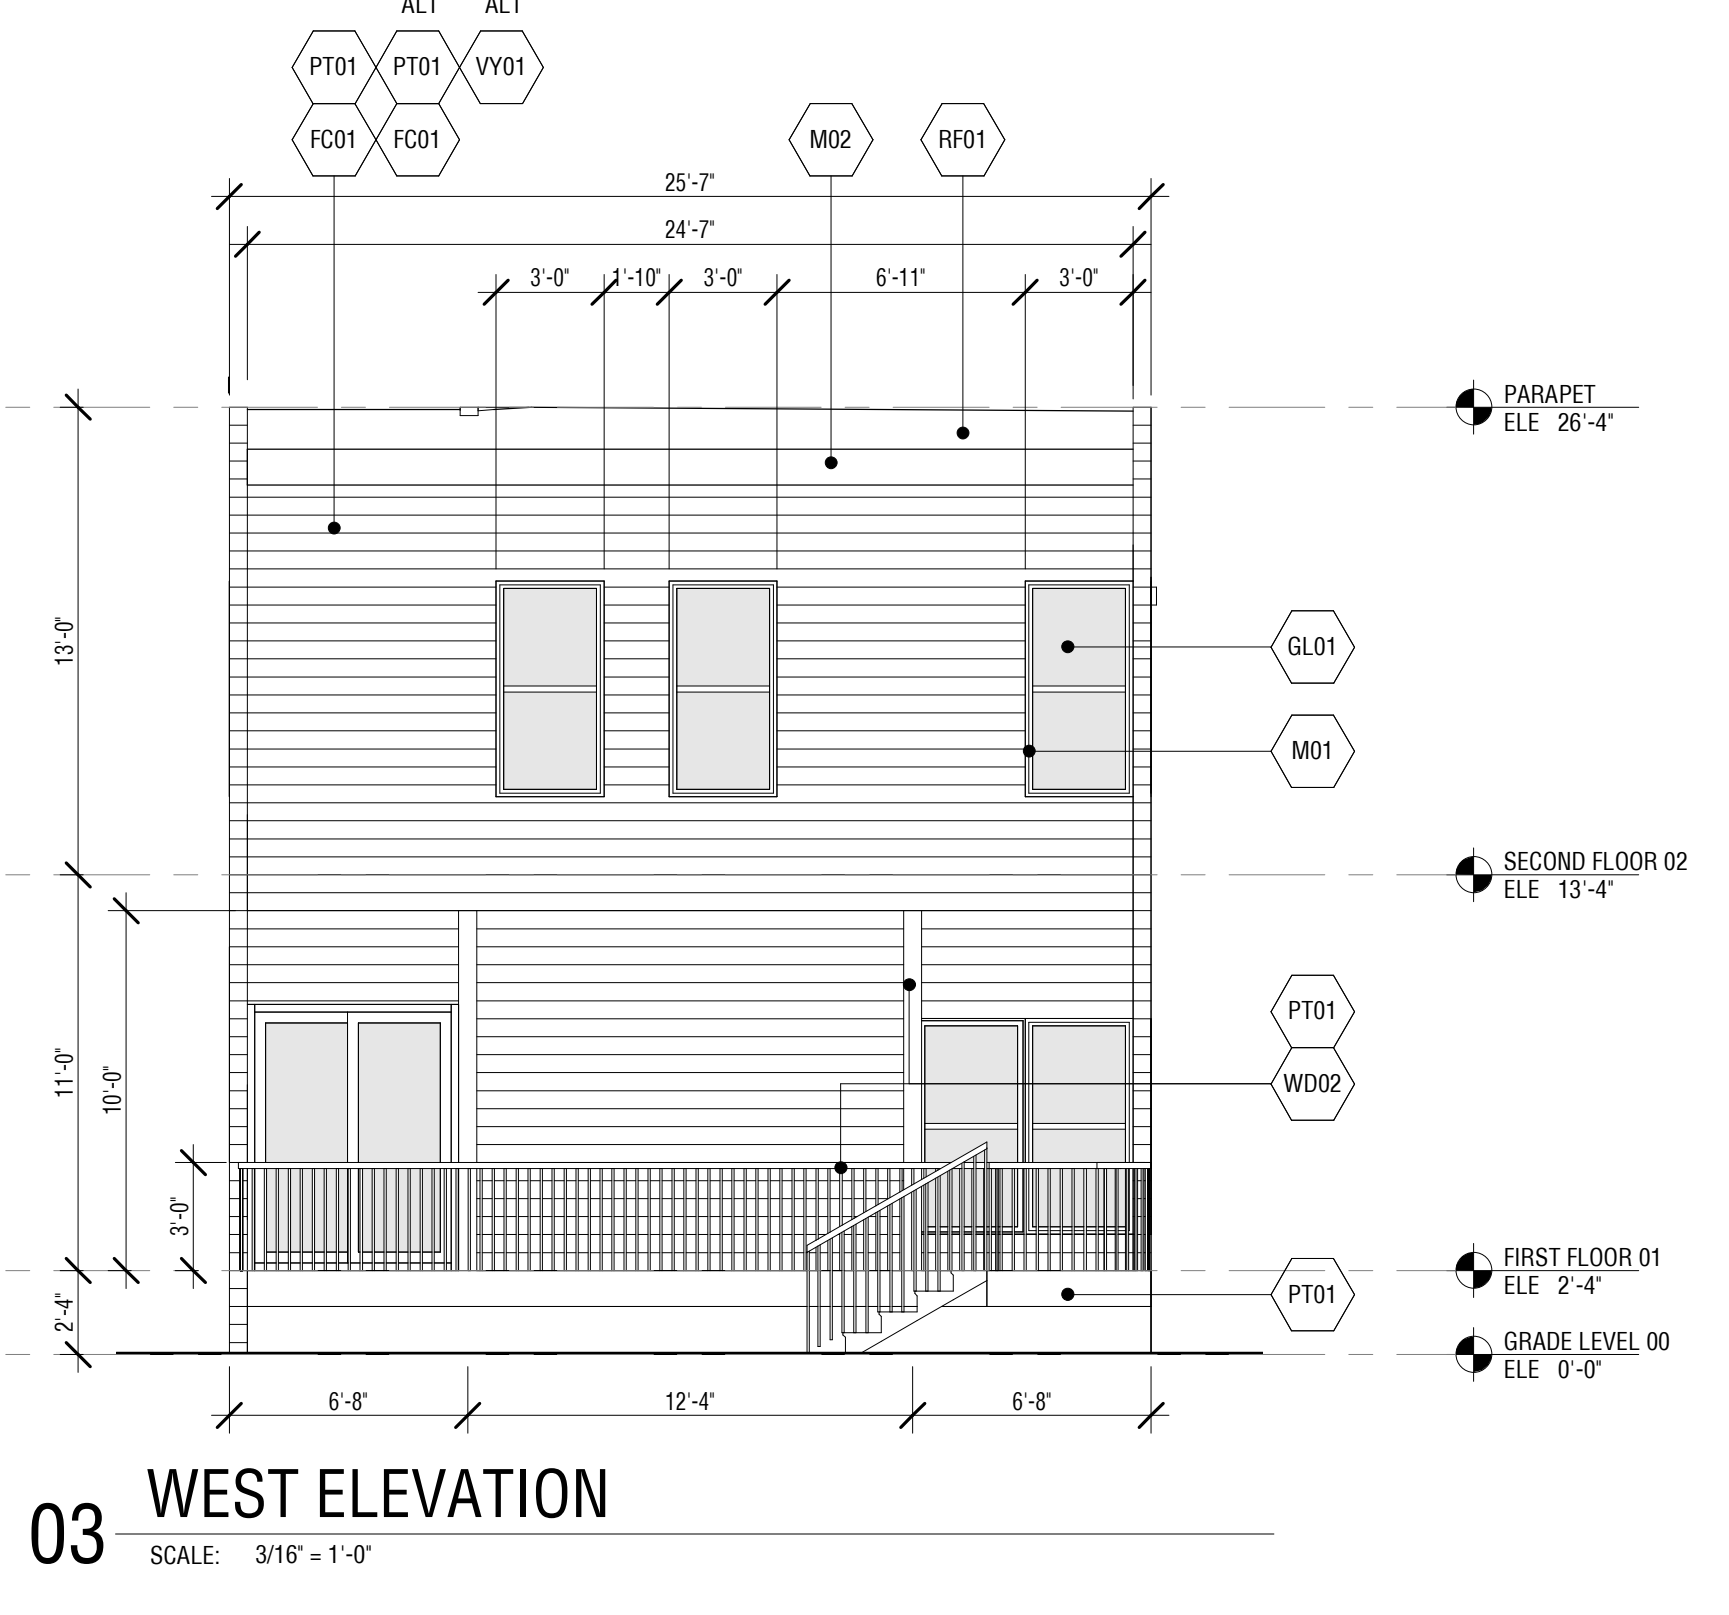 ALT ALT
PT01 PT01 VY01
FC01 FC01 M02 RF01
25'-7"
24'-7"
3'-0" 1'-10" 3'-0" 6'-11" 3'-0"
PARAPET
ELE 26'-4"
13'-0"
GL01
M01
SECOND FLOOR 02
ELE 13'-4"
PT01
WD02
11'-0"
10'-0"
3'-0"
FIRST FLOOR 01
ELE 2'-4"
PT01
2'-4"
GRADE LEVEL 00
ELE 0'-0"
6'-8" 12'-4" 6'-8"
03 WEST ELEVATION
SCALE: 3/16" = 1'-0"